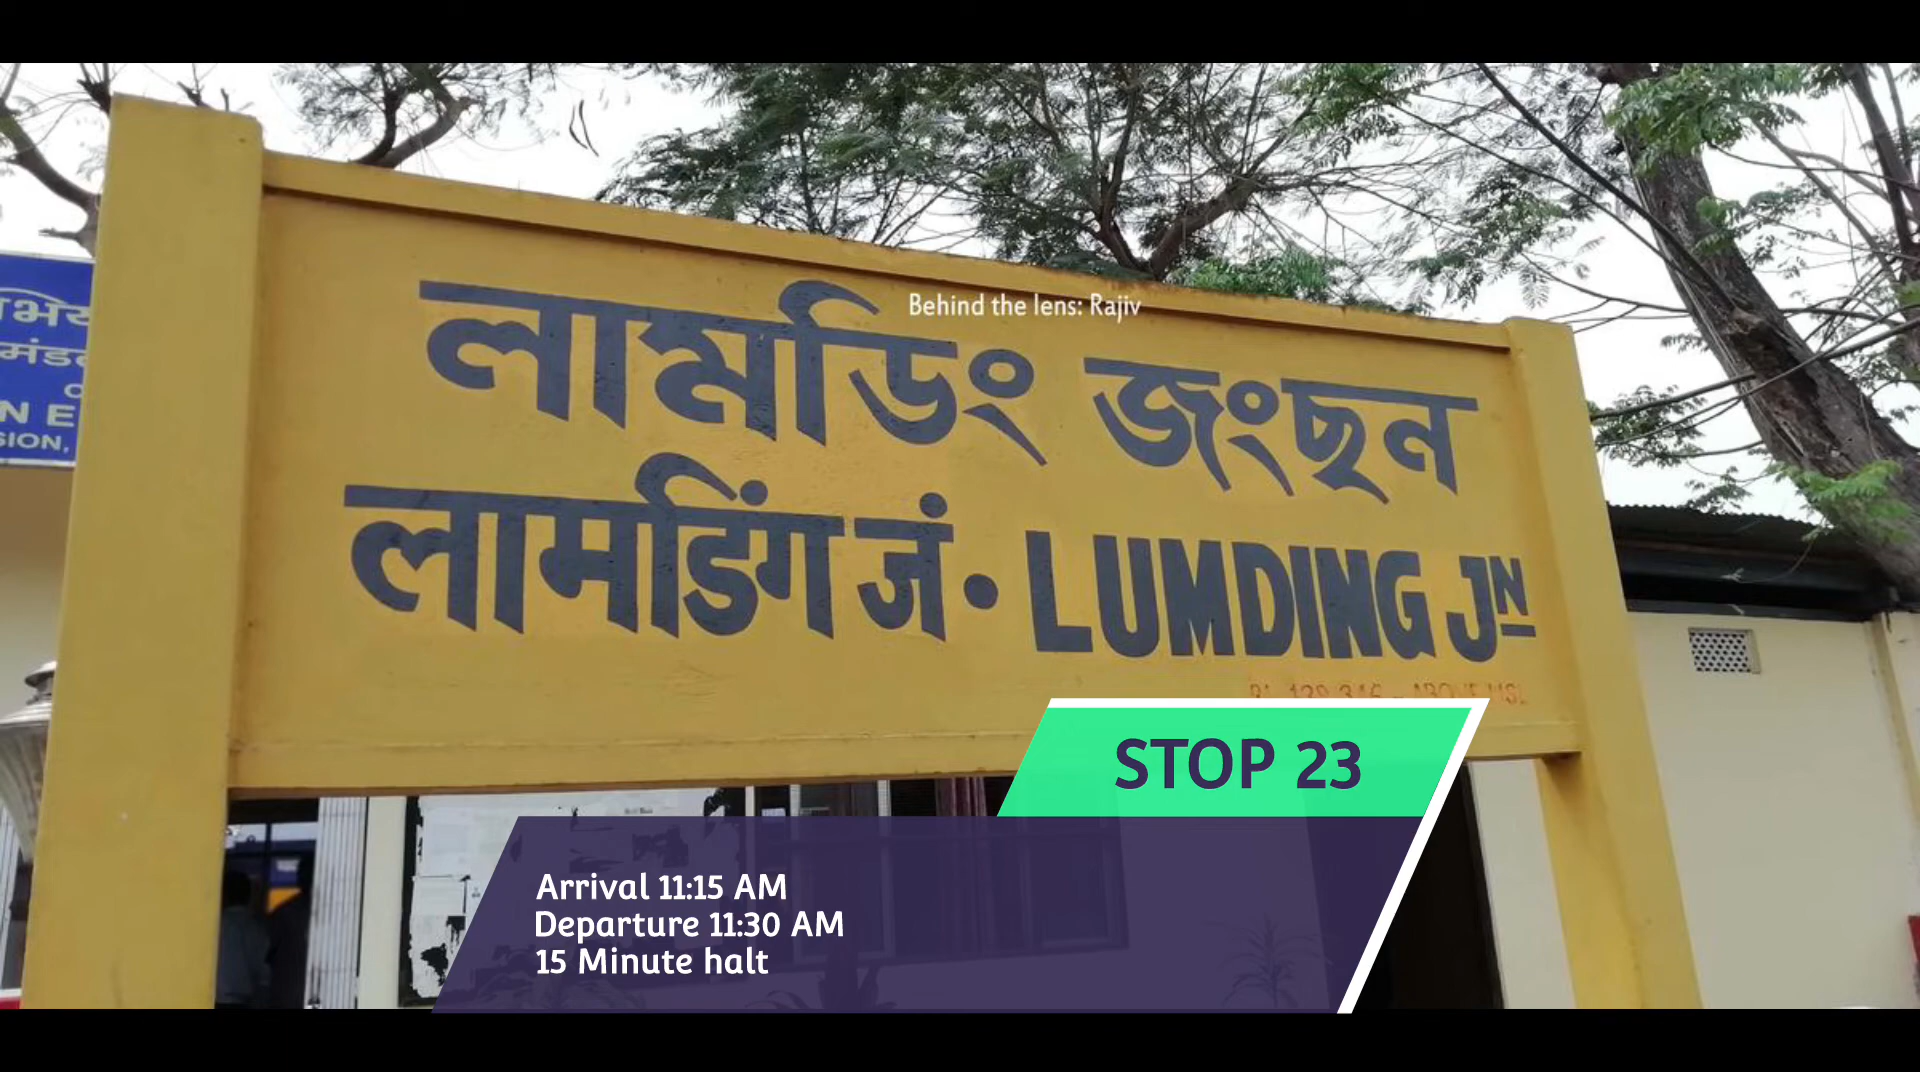 লামডিং জংছন
लामडिंग जं• LUMDING JN
Behind the lens: Rajiv
STOP 23
Arrival 11:15 AM
Departure 11:30 AM
15 Minute halt
मंड
N E
SION,